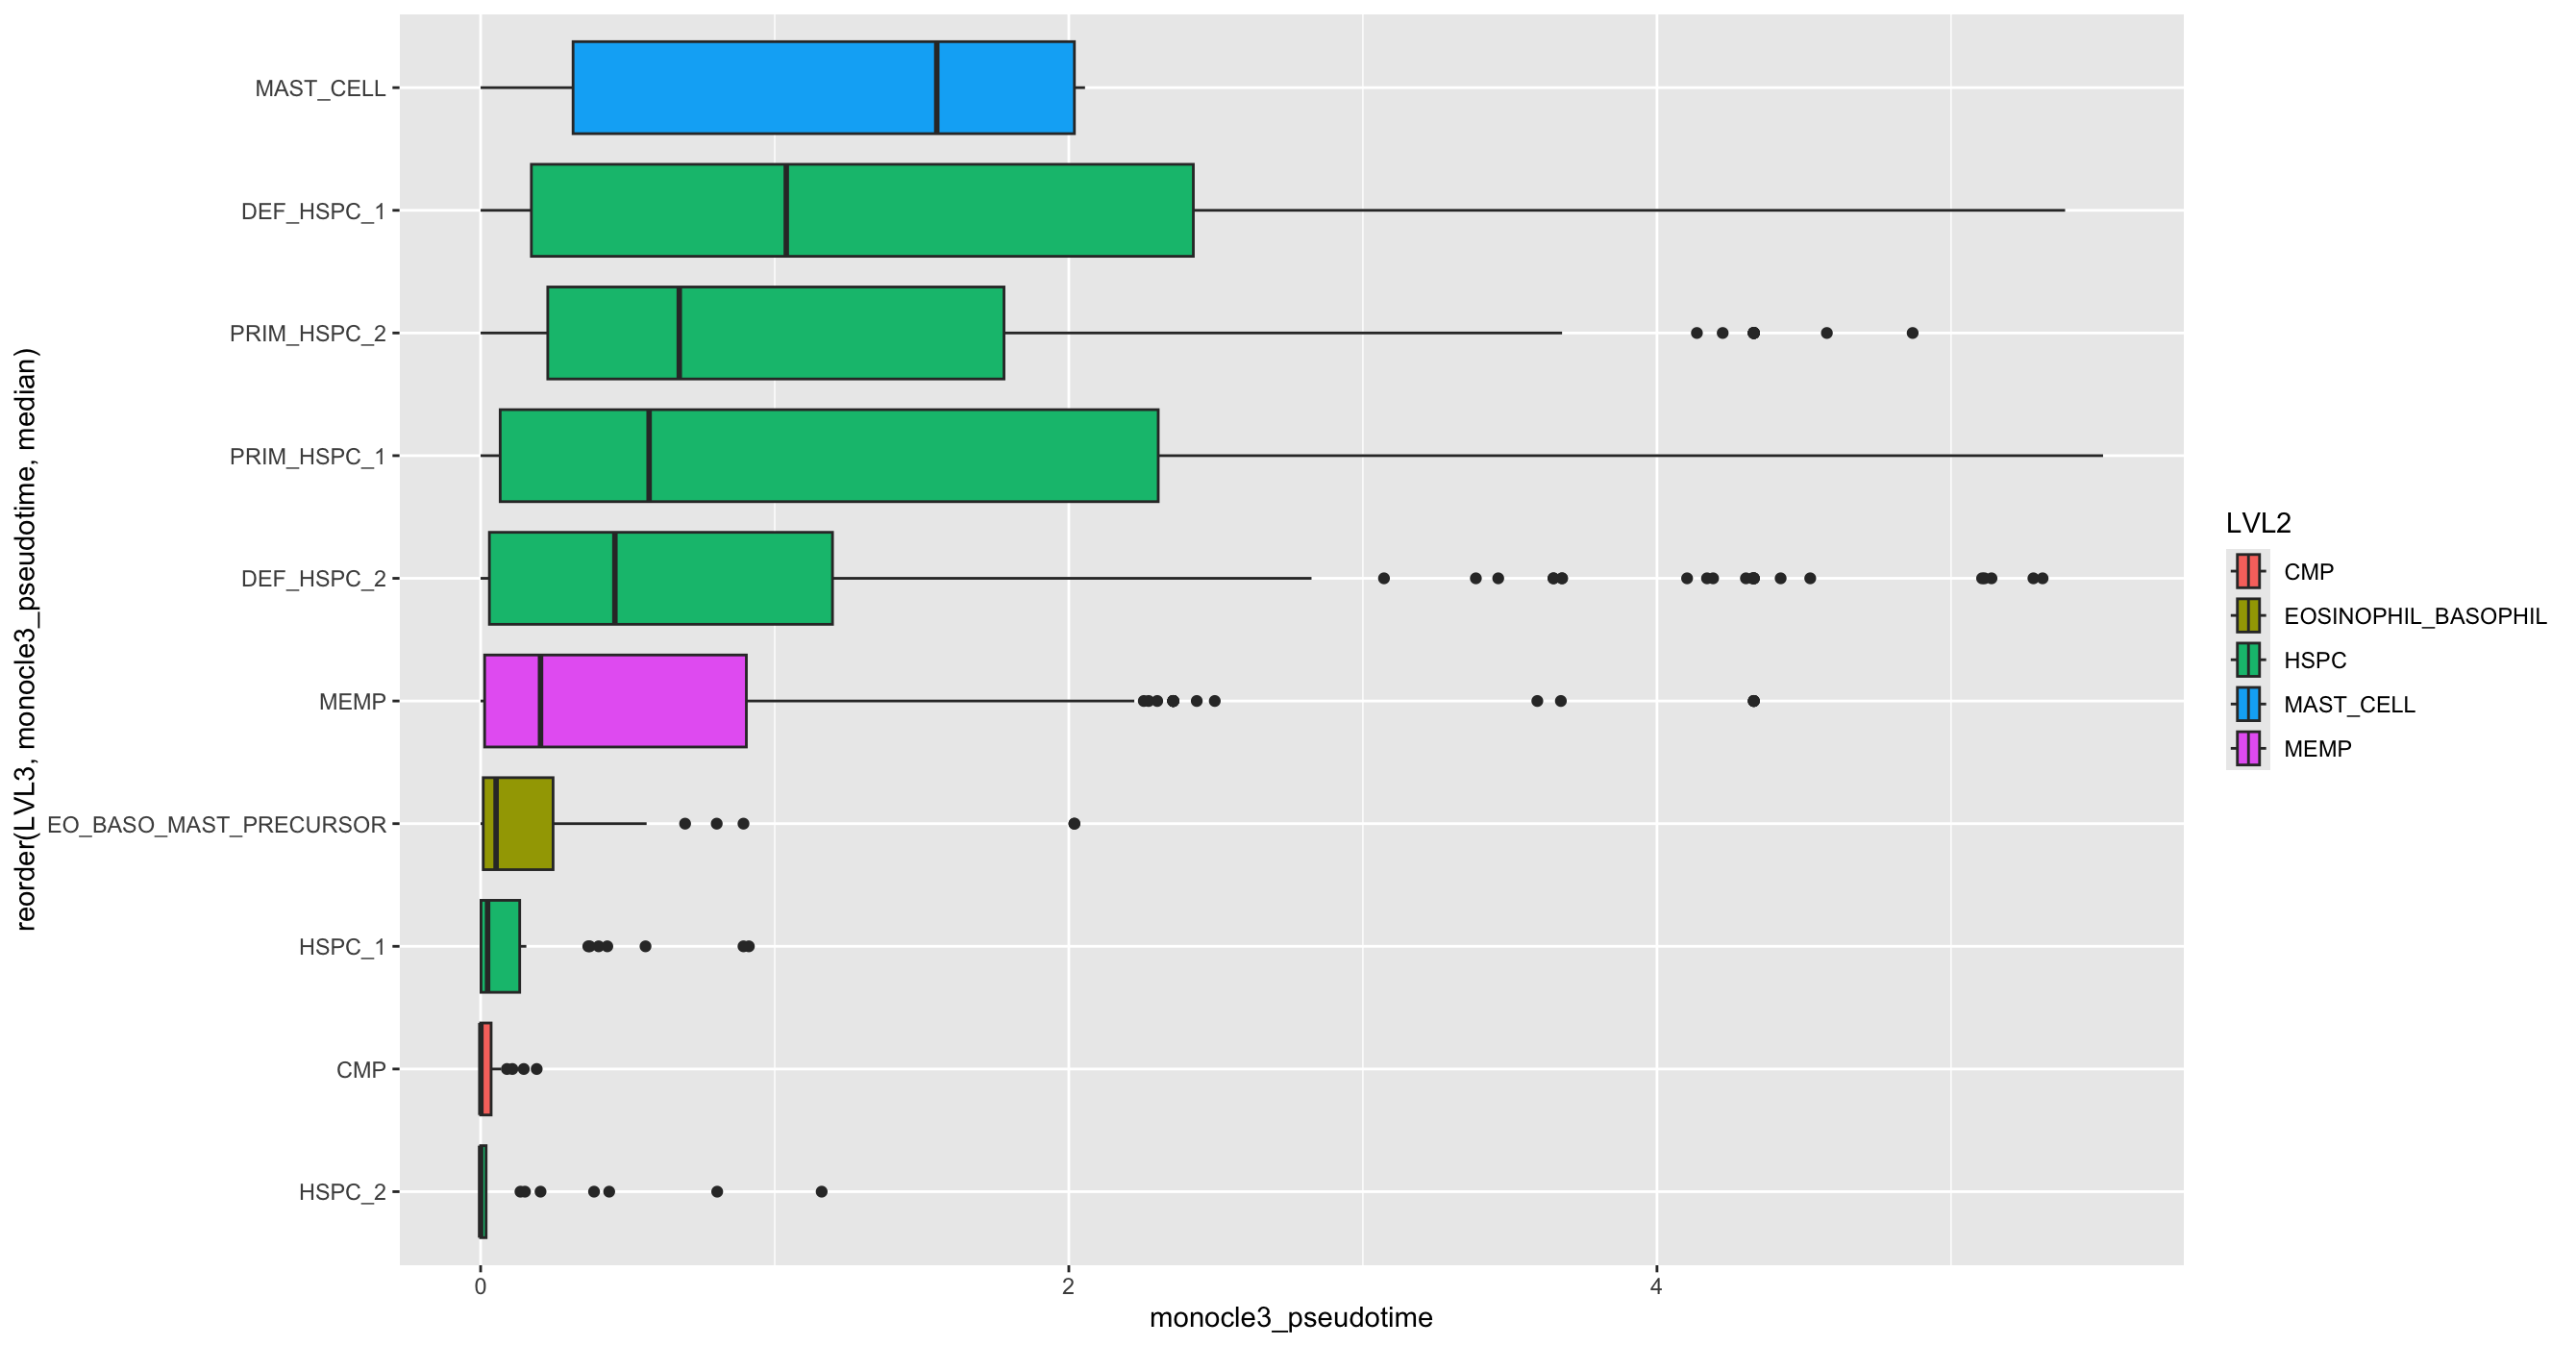 reorder(LVL3, monocle3_pseudotime, median)
MAST_CELL
DEF_HSPC_1
PRIM_HSPC_2
PRIM_HSPC_1
DEF_HSPC_2
MEMP
EO_BASO_MAST_PRECURSOR
HSPC_1
CMP
HSPC_2
0 2 4
monocle3_pseudotime
LVL2
CMP
EOSINOPHIL_BASOPHIL
HSPC
MAST_CELL
MEMP